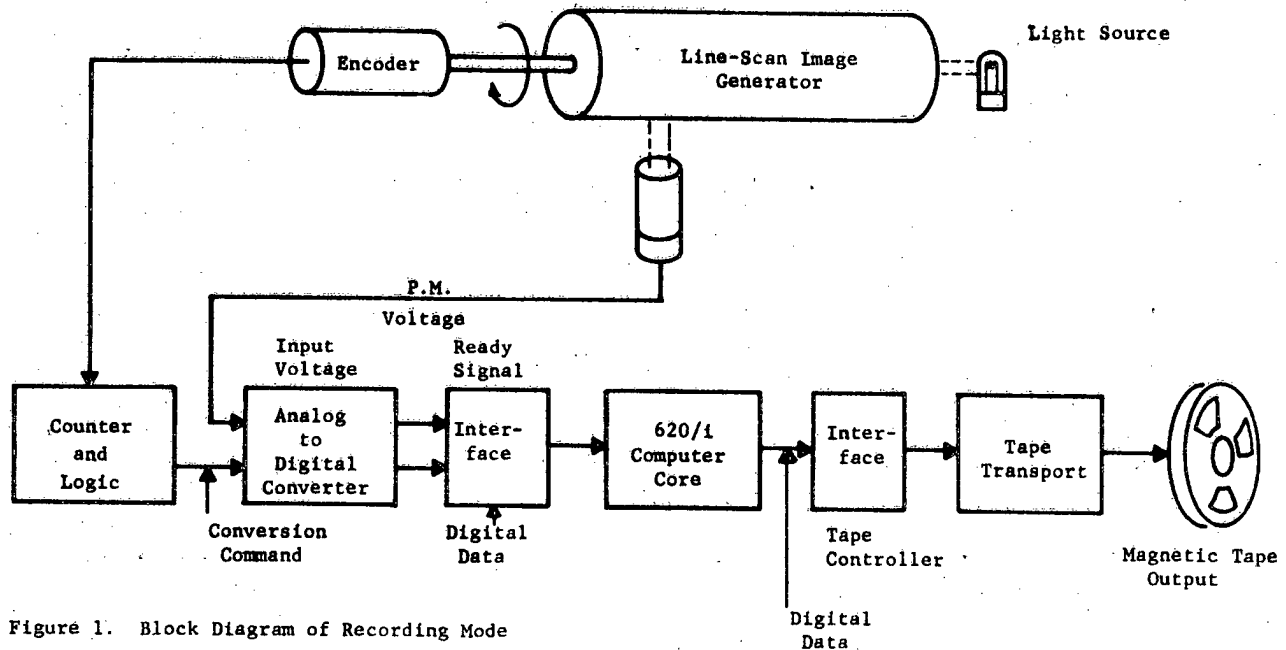 Light Source
Encoder
Line-Scan Image
Generator
P.M.
Voltage
Input
Voltage
Ready
Signal
Counter
and
Logic
Analog
to
Digital
Converter
Inter-
face
620/i
Computer
Core
Inter-
face
Tape
Transport
Conversion
Command
Digital
Data
Tape
Controller
Magnetic Tape
Output
Digital
Data
Figure 1. Block Diagram of Recording Mode